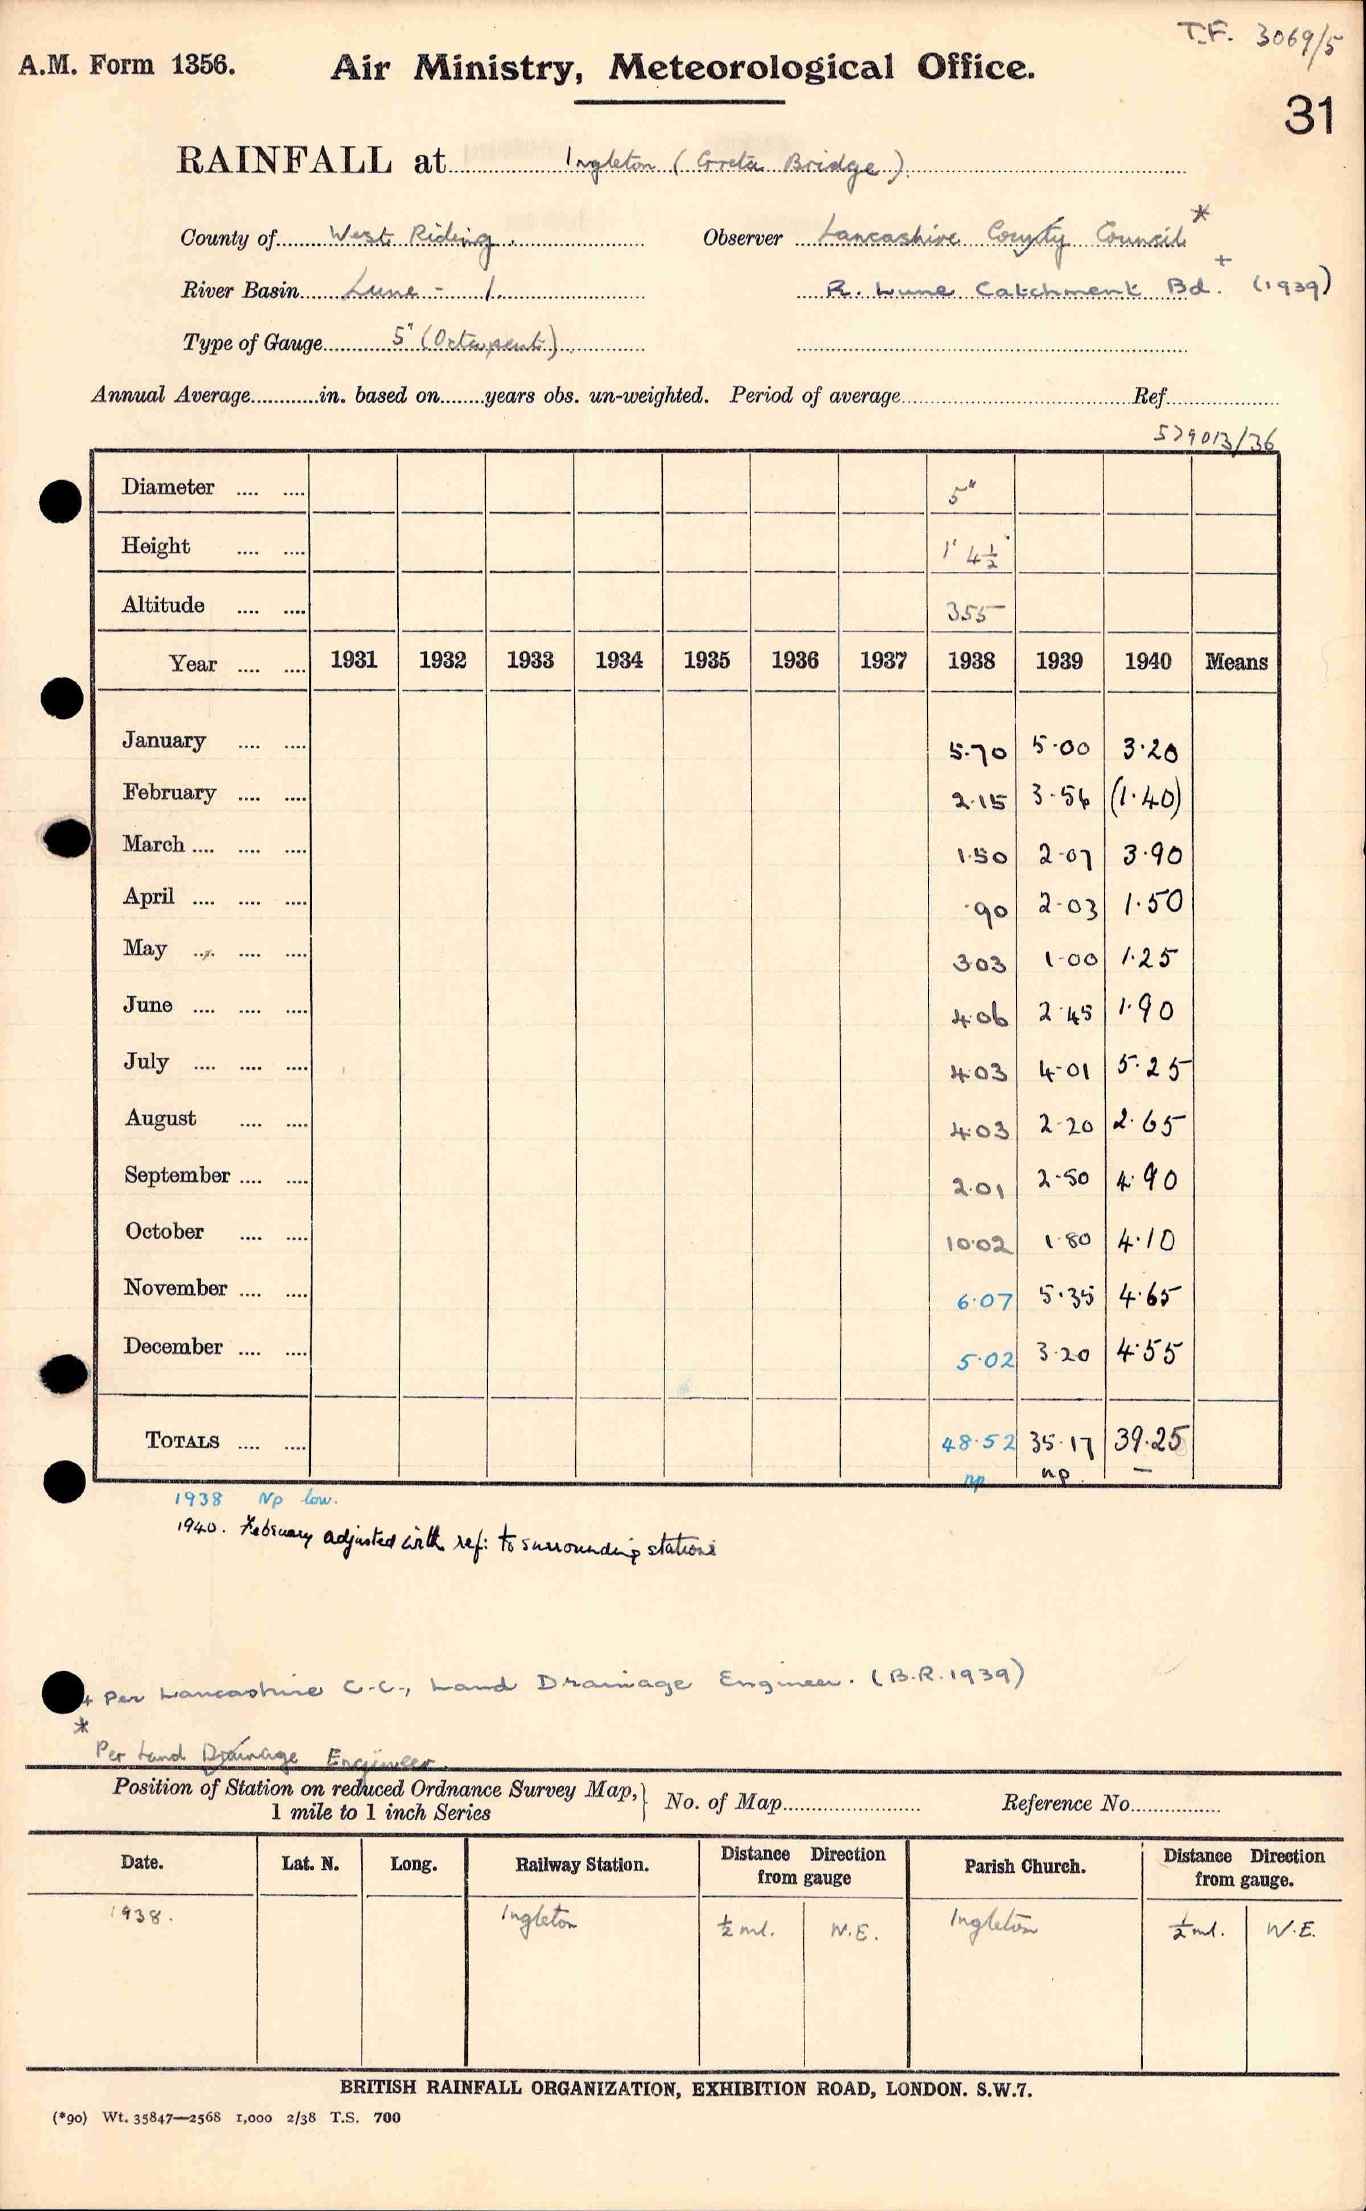 T.F. 3069/5
A.M. Form 1356. Air Ministry, Meteorological Office.
31
RAINFALL at Ingleton (Greta Bridge)
County of West Riding. Observer Lancashire County Council *
River Basin Lune - 1. R. Lune Catchment Bd. + (1939)
Type of Gauge 5" (Octapent)
Annual Average in. based on years obs. un-weighted. Period of average Ref
579013/36
Diameter 5"
Height 1' 4½"
Altitude 355
Year 1931 1932 1933 1934 1935 1936 1937 1938 1939 1940 Means
January 5.70 5.00 3.20
February 2.15 3.56 (1.40)
March 1.50 2.07 3.90
April .90 2.03 1.50
May 3.03 1.00 1.25
June 4.06 2.45 1.90
July 4.03 4.01 5.25
August 4.03 2.20 2.65
September 2.01 2.50 4.90
October 10.02 1.80 4.10
November 6.07 5.35 4.65
December 5.02 3.20 4.55
TOTALS 48.52 35.17 39.25
np np —
1938 Np low.
1940. February adjusted with ref: to surrounding stations
+ Per Lancashire C.C., Land Drainage Engineer. (B.R. 1939)
*
Per Land Drainage Engineer.
Position of Station on reduced Ordnance Survey Map, 1 mile to 1 inch Series } No. of Map Reference No.
Date. Lat. N. Long. Railway Station. Distance Direction from gauge Parish Church. Distance Direction from gauge.
1938. Ingleton ½ ml. N.E. Ingleton ½ ml. N.E.
BRITISH RAINFALL ORGANIZATION, EXHIBITION ROAD, LONDON. S.W.7.
(*90) Wt. 35847—2568 1,000 2/38 T.S. 700